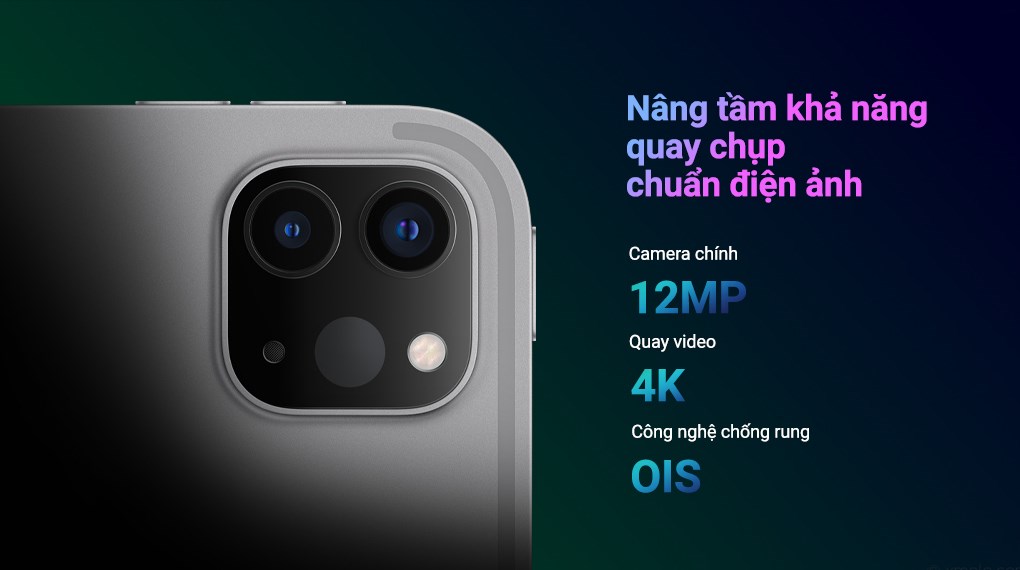 Nâng tầm khả năng
quay chụp
chuẩn điện ảnh
Camera chính
12MP
Quay video
4K
Công nghệ chống rung
OIS